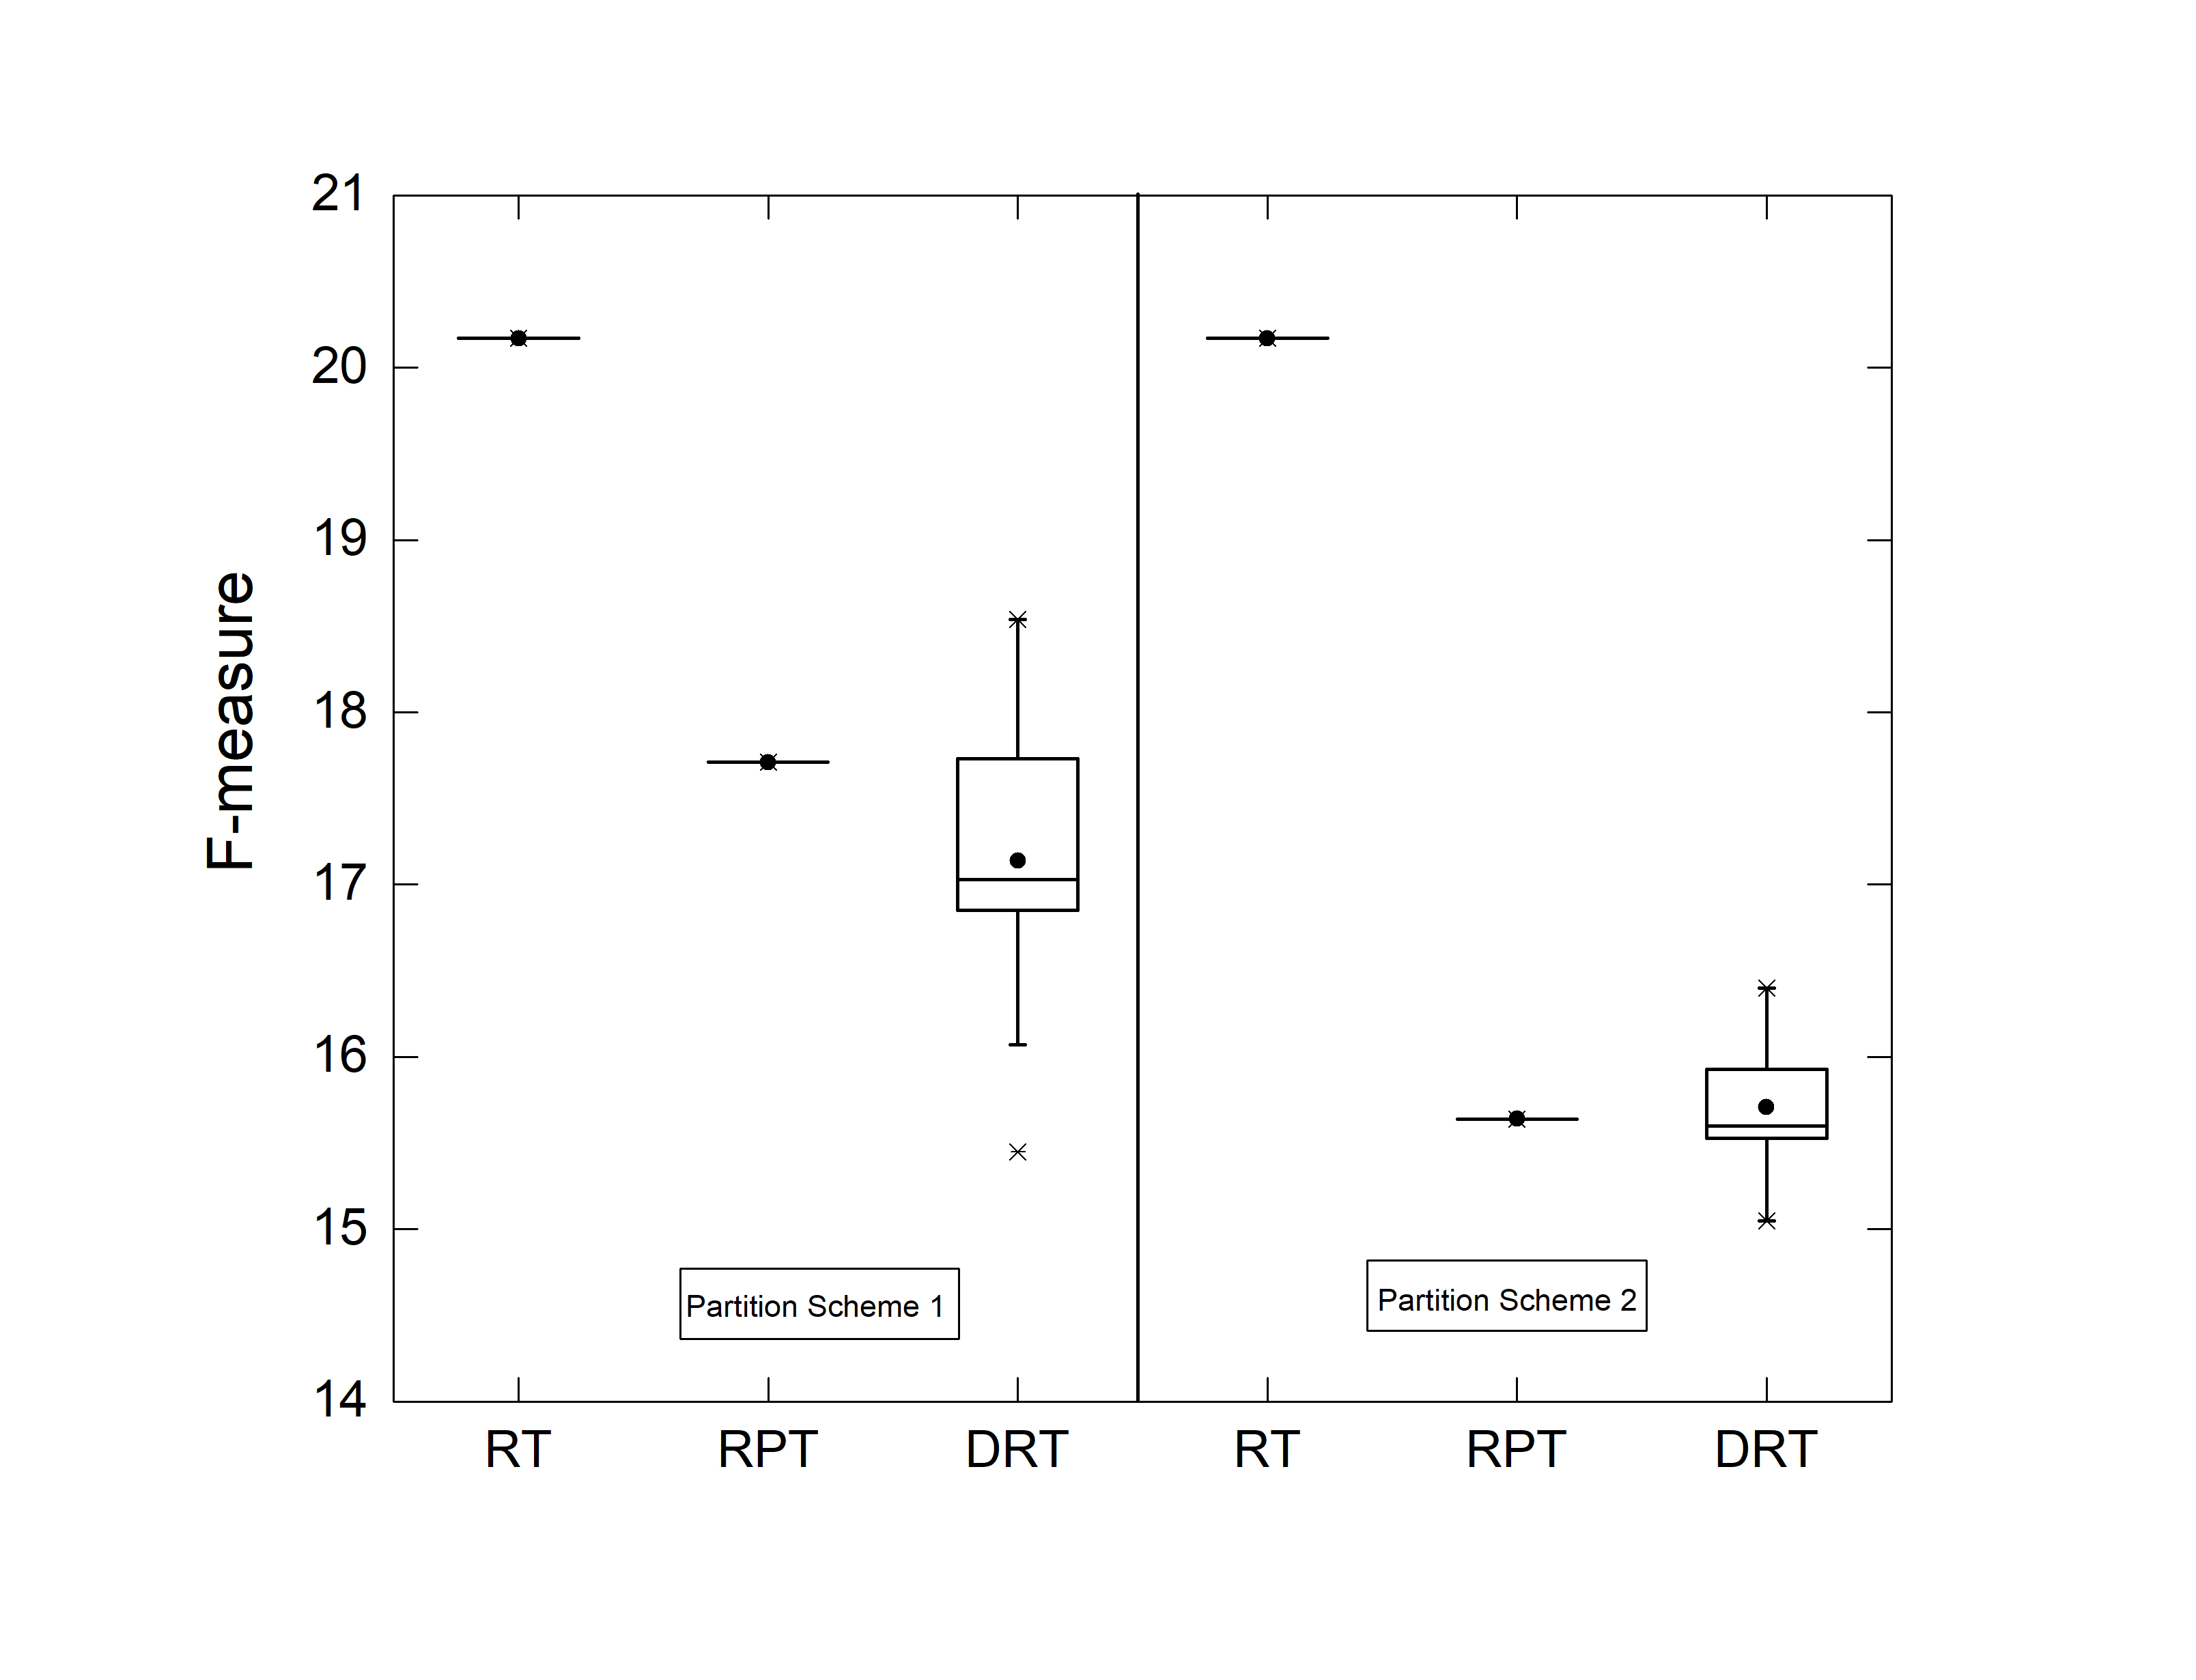 21
20
19
18
17
16
15
14
F-measure
Partition Scheme 1
Partition Scheme 2
RT RPT DRT RT RPT DRT